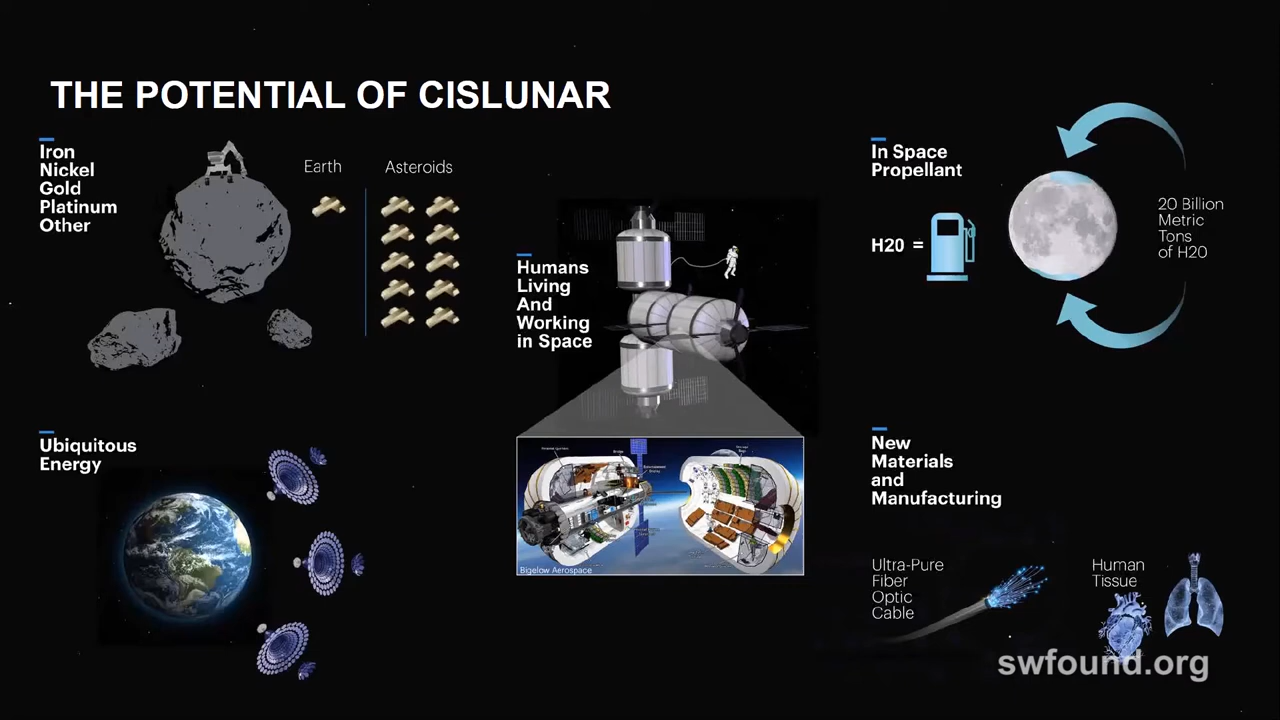 THE POTENTIAL OF CISLUNAR
Iron
Nickel
Gold
Platinum
Other
Earth
Asteroids
Humans
Living
And
Working
in Space
Bigelow Aerospace
In Space
Propellant
H20 =
20 Billion
Metric
Tons
of H20
Ubiquitous
Energy
New
Materials
and
Manufacturing
Ultra-Pure
Fiber
Optic
Cable
Human
Tissue
swfound.org